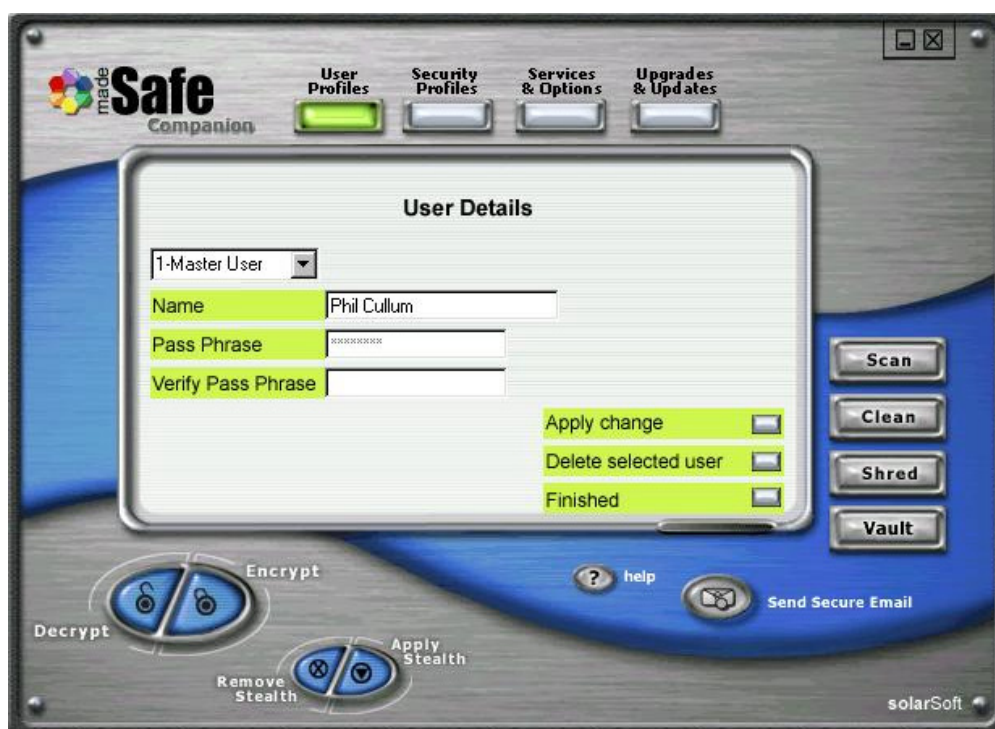 made
Safe
Companion
User
Profiles
Security
Profiles
Services
& Options
Upgrades
& Updates
User Details
1-Master User
Name
Phil Cullum
Pass Phrase
××××××××
Verify Pass Phrase
Apply change
Delete selected user
Finished
Scan
Clean
Shred
Vault
Encrypt
Decrypt
? help
Send Secure Email
Apply
Stealth
Remove
Stealth
solarSoft